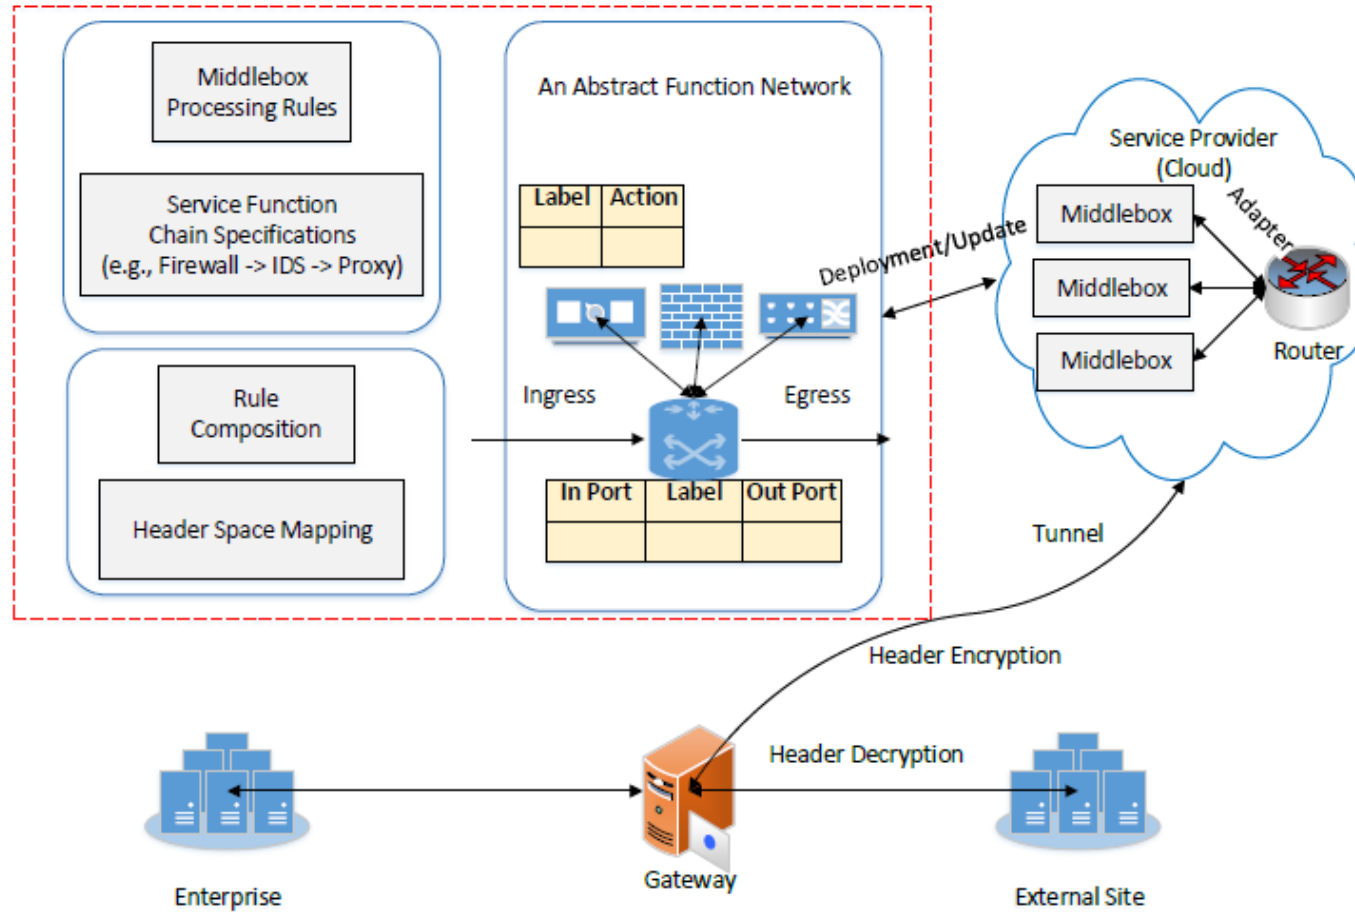 Middlebox
Processing Rules
Service Function
Chain Specifications
(e.g., Firewall -> IDS -> Proxy)
Rule
Composition
Header Space Mapping
An Abstract Function Network
Label Action
Ingress
Egress
In Port Label Out Port
Deployment/Update
Service Provider
(Cloud)
Middlebox
Middlebox
Middlebox
Adapter
Router
Tunnel
Header Encryption
Header Decryption
Enterprise
Gateway
External Site